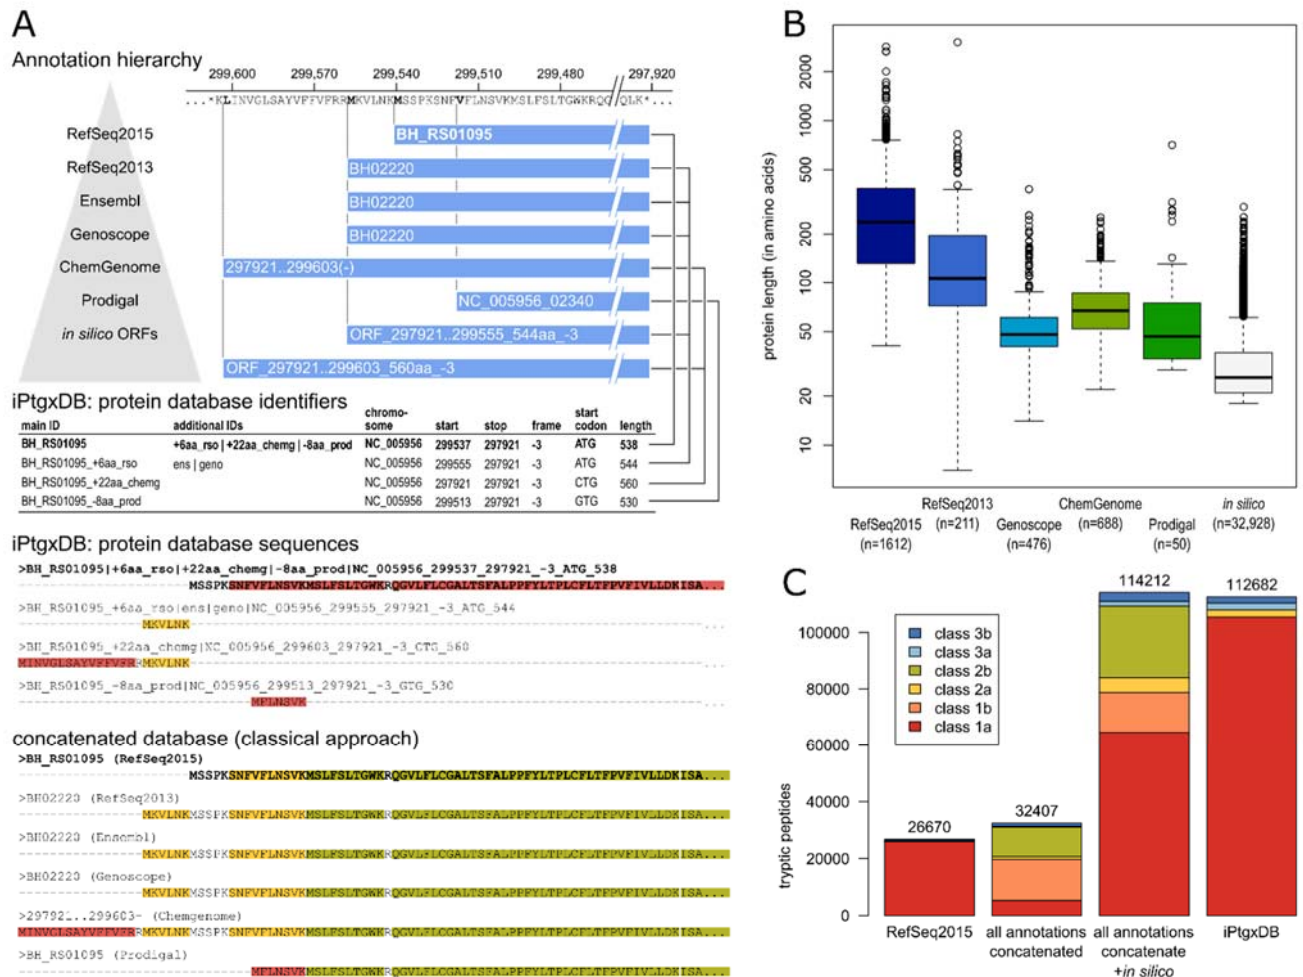 A
Annotation hierarchy
299,600 299,570 299,540 299,510 299,480 297,920
...*KLINVGLSAYVFFVFRRMKVLNKMSSPKSNFVFLNSVKMSLFSLTGWKRQG QLK*...
RefSeq2015
BH_RS01095
RefSeq2013
BH02220
Ensembl
BH02220
Genoscope
BH02220
ChemGenome
297921..299603(-)
Prodigal
NC_005956_02340
in silico ORFs
ORF_297921..299555_544aa_-3
ORF_297921..299603_560aa_-3
iPtgxDB: protein database identifiers
main ID additional IDs chromo-some start stop frame start codon length
BH_RS01095 +6aa_rso | +22aa_chemg | -8aa_prod NC_005956 299537 297921 -3 ATG 538
BH_RS01095_+6aa_rso ens | geno NC_005956 299555 297921 -3 ATG 544
BH_RS01095_+22aa_chemg NC_005956 297921 297921 -3 CTG 560
BH_RS01095_-8aa_prod NC_005956 299513 297921 -3 GTG 530
iPtgxDB: protein database sequences
>BH_RS01095|+6aa_rso|+22aa_chemg|-8aa_prod|NC_005956_299537_297921_-3_ATG_538
MSSPKSNFVFLNSVKMSLFSLTGWKRQGVLFLCGALTSFALPPFYLTPLCFLTFPVFIVLLDKISA...
>BH_RS01095_+6aa_rso|ens|geno|NC_005956_299555_297921_-3_ATG_544
MKVLNK
>BH_RS01095_+22aa_chemg|NC_005956_299603_297921_-3_CTG_560
MINVGLSAYVFFVFRRMKVLNK
>BH_RS01095_-8aa_prod|NC_005956_299513_297921_-3_GTG_530
MFLNSVK
concatenated database (classical approach)
>BH_RS01095 (RefSeq2015)
MSSPKSNFVFLNSVKMSLFSLTGWKRQGVLFLCGALTSFALPPFYLTPLCFLTFPVFIVLLDKISA...
>BH02220 (RefSeq2013)
MKVLNKMSSPKSNFVFLNSVKMSLFSLTGWKRQGVLFLCGALTSFALPPFYLTPLCFLTFPVFIVLLDKISA...
>BH02220 (Ensembl)
MKVLNKMSSPKSNFVFLNSVKMSLFSLTGWKRQGVLFLCGALTSFALPPFYLTPLCFLTFPVFIVLLDKISA...
>BH02220 (Genoscope)
MKVLNKMSSPKSNFVFLNSVKMSLFSLTGWKRQGVLFLCGALTSFALPPFYLTPLCFLTFPVFIVLLDKISA...
>297921..299603- (Chemgenome)
MINVGLSAYVFFVFRRMKVLNKMSSPKSNFVFLNSVKMSLFSLTGWKRQGVLFLCGALTSFALPPFYLTPLCFLTFPVFIVLLDKISA...
>BH_RS01095 (Prodigal)
MFLNSVKMSLFSLTGWKRQGVLFLCGALTSFALPPFYLTPLCFLTFPVFIVLLDKISA...
B
protein length (in amino acids)
2000
1000
500
200
100
50
20
10
RefSeq2015 (n=1612)
RefSeq2013 (n=211)
Genoscope (n=476)
ChemGenome (n=688)
Prodigal (n=50)
in silico (n=32,928)
C
tryptic peptides
100000
80000
60000
40000
20000
0
class 3b
class 3a
class 2b
class 2a
class 1b
class 1a
26670
32407
114212
112682
RefSeq2015
all annotations concatenated
all annotations concatenate +in silico
iPtgxDB